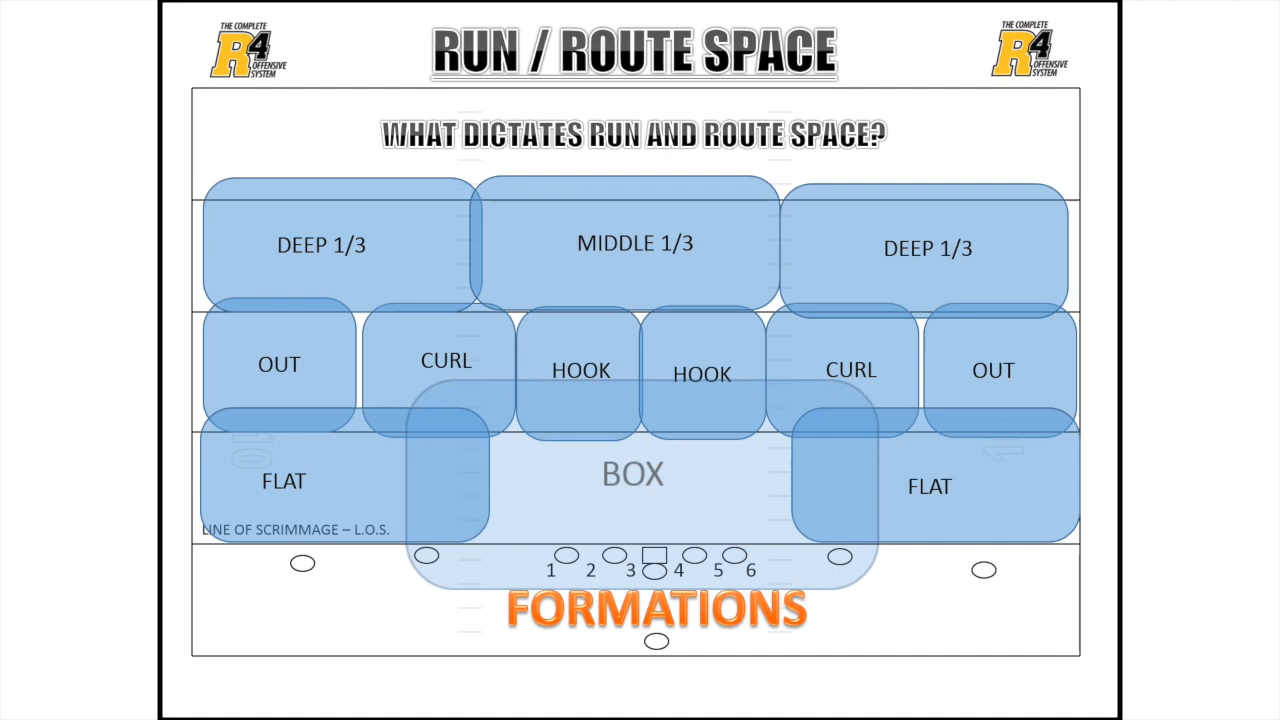 THE COMPLETE
R4
OFFENSIVE
SYSTEM
RUN / ROUTE SPACE
THE COMPLETE
R4
OFFENSIVE
SYSTEM
WHAT DICTATES RUN AND ROUTE SPACE?
DEEP 1/3
MIDDLE 1/3
DEEP 1/3
OUT
CURL
HOOK
HOOK
CURL
OUT
10
10
FLAT
BOX
FLAT
LINE OF SCRIMMAGE – L.O.S.
1 2 3 4 5 6
FORMATIONS